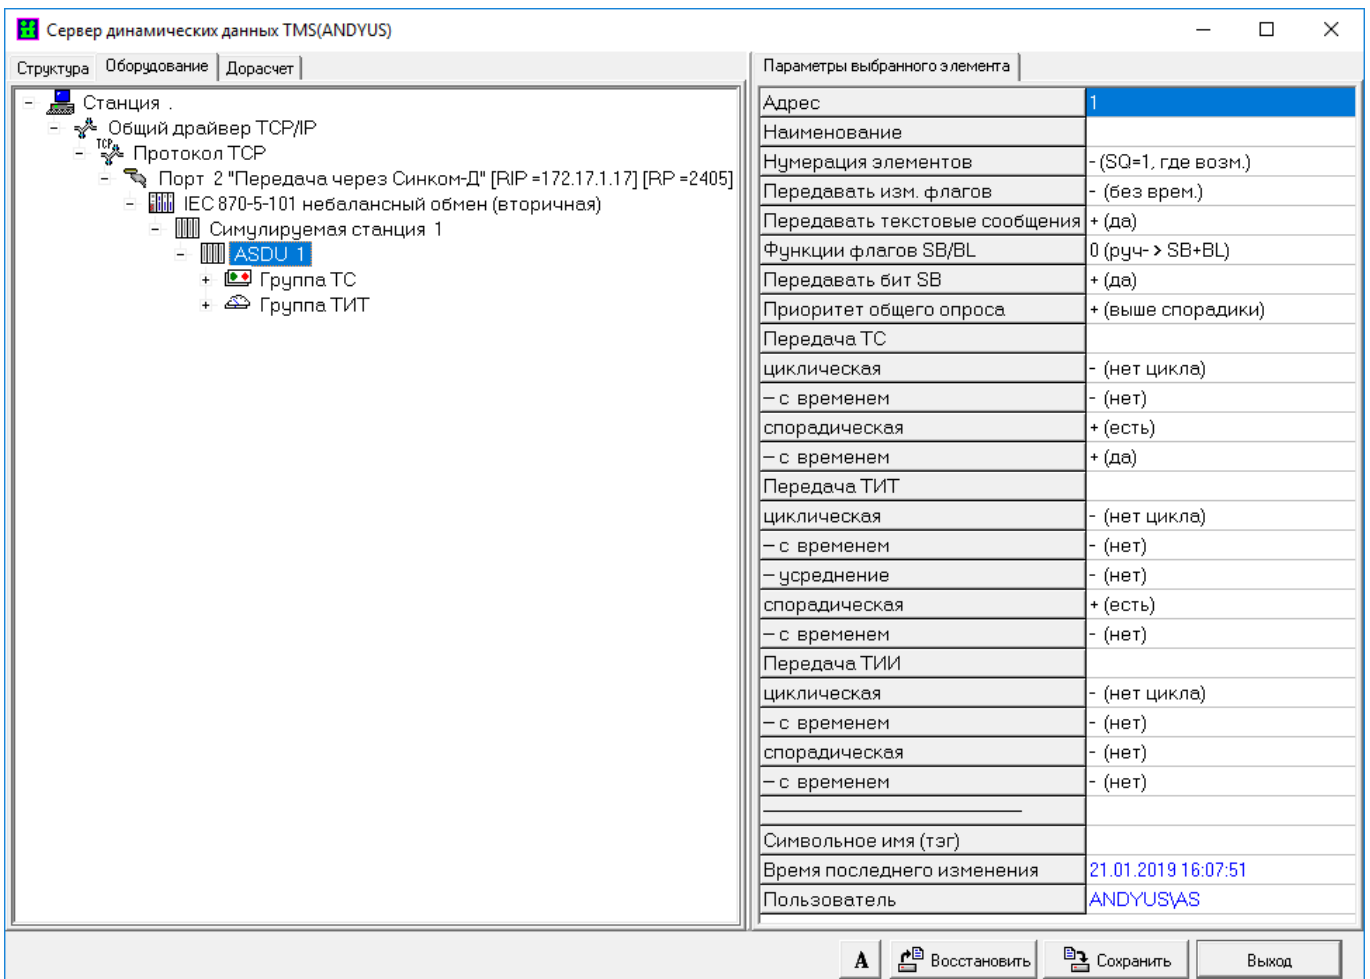 Сервер динамических данных TMS(ANDYUS)
Структура Оборудование Дорасчет
Станция .
Общий драйвер TCP/IP
TCP Протокол TCP
Порт 2 "Передача через Синком-Д" [RIP =172.17.1.17] [RP =2405]
IEC 870-5-101 небалансный обмен (вторичная)
Симулируемая станция 1
ASDU 1
Группа ТС
Группа ТИТ
Параметры выбранного элемента
Адрес 1
Наименование
Нумерация элементов - (SQ=1, где возм.)
Передавать изм. флагов - (без врем.)
Передавать текстовые сообщения + (да)
Функции флагов SB/BL 0 (руч-> SB+BL)
Передавать бит SB + (да)
Приоритет общего опроса + (выше спорадики)
Передача ТС
циклическая - (нет цикла)
— с временем - (нет)
спорадическая + (есть)
— с временем + (да)
Передача ТИТ
циклическая - (нет цикла)
— с временем - (нет)
— усреднение - (нет)
спорадическая + (есть)
— с временем - (нет)
Передача ТИИ
циклическая - (нет цикла)
— с временем - (нет)
спорадическая - (нет)
— с временем - (нет)
Символьное имя (тэг)
Время последнего изменения 21.01.2019 16:07:51
Пользователь ANDYUS\AS
A Восстановить Сохранить Выход